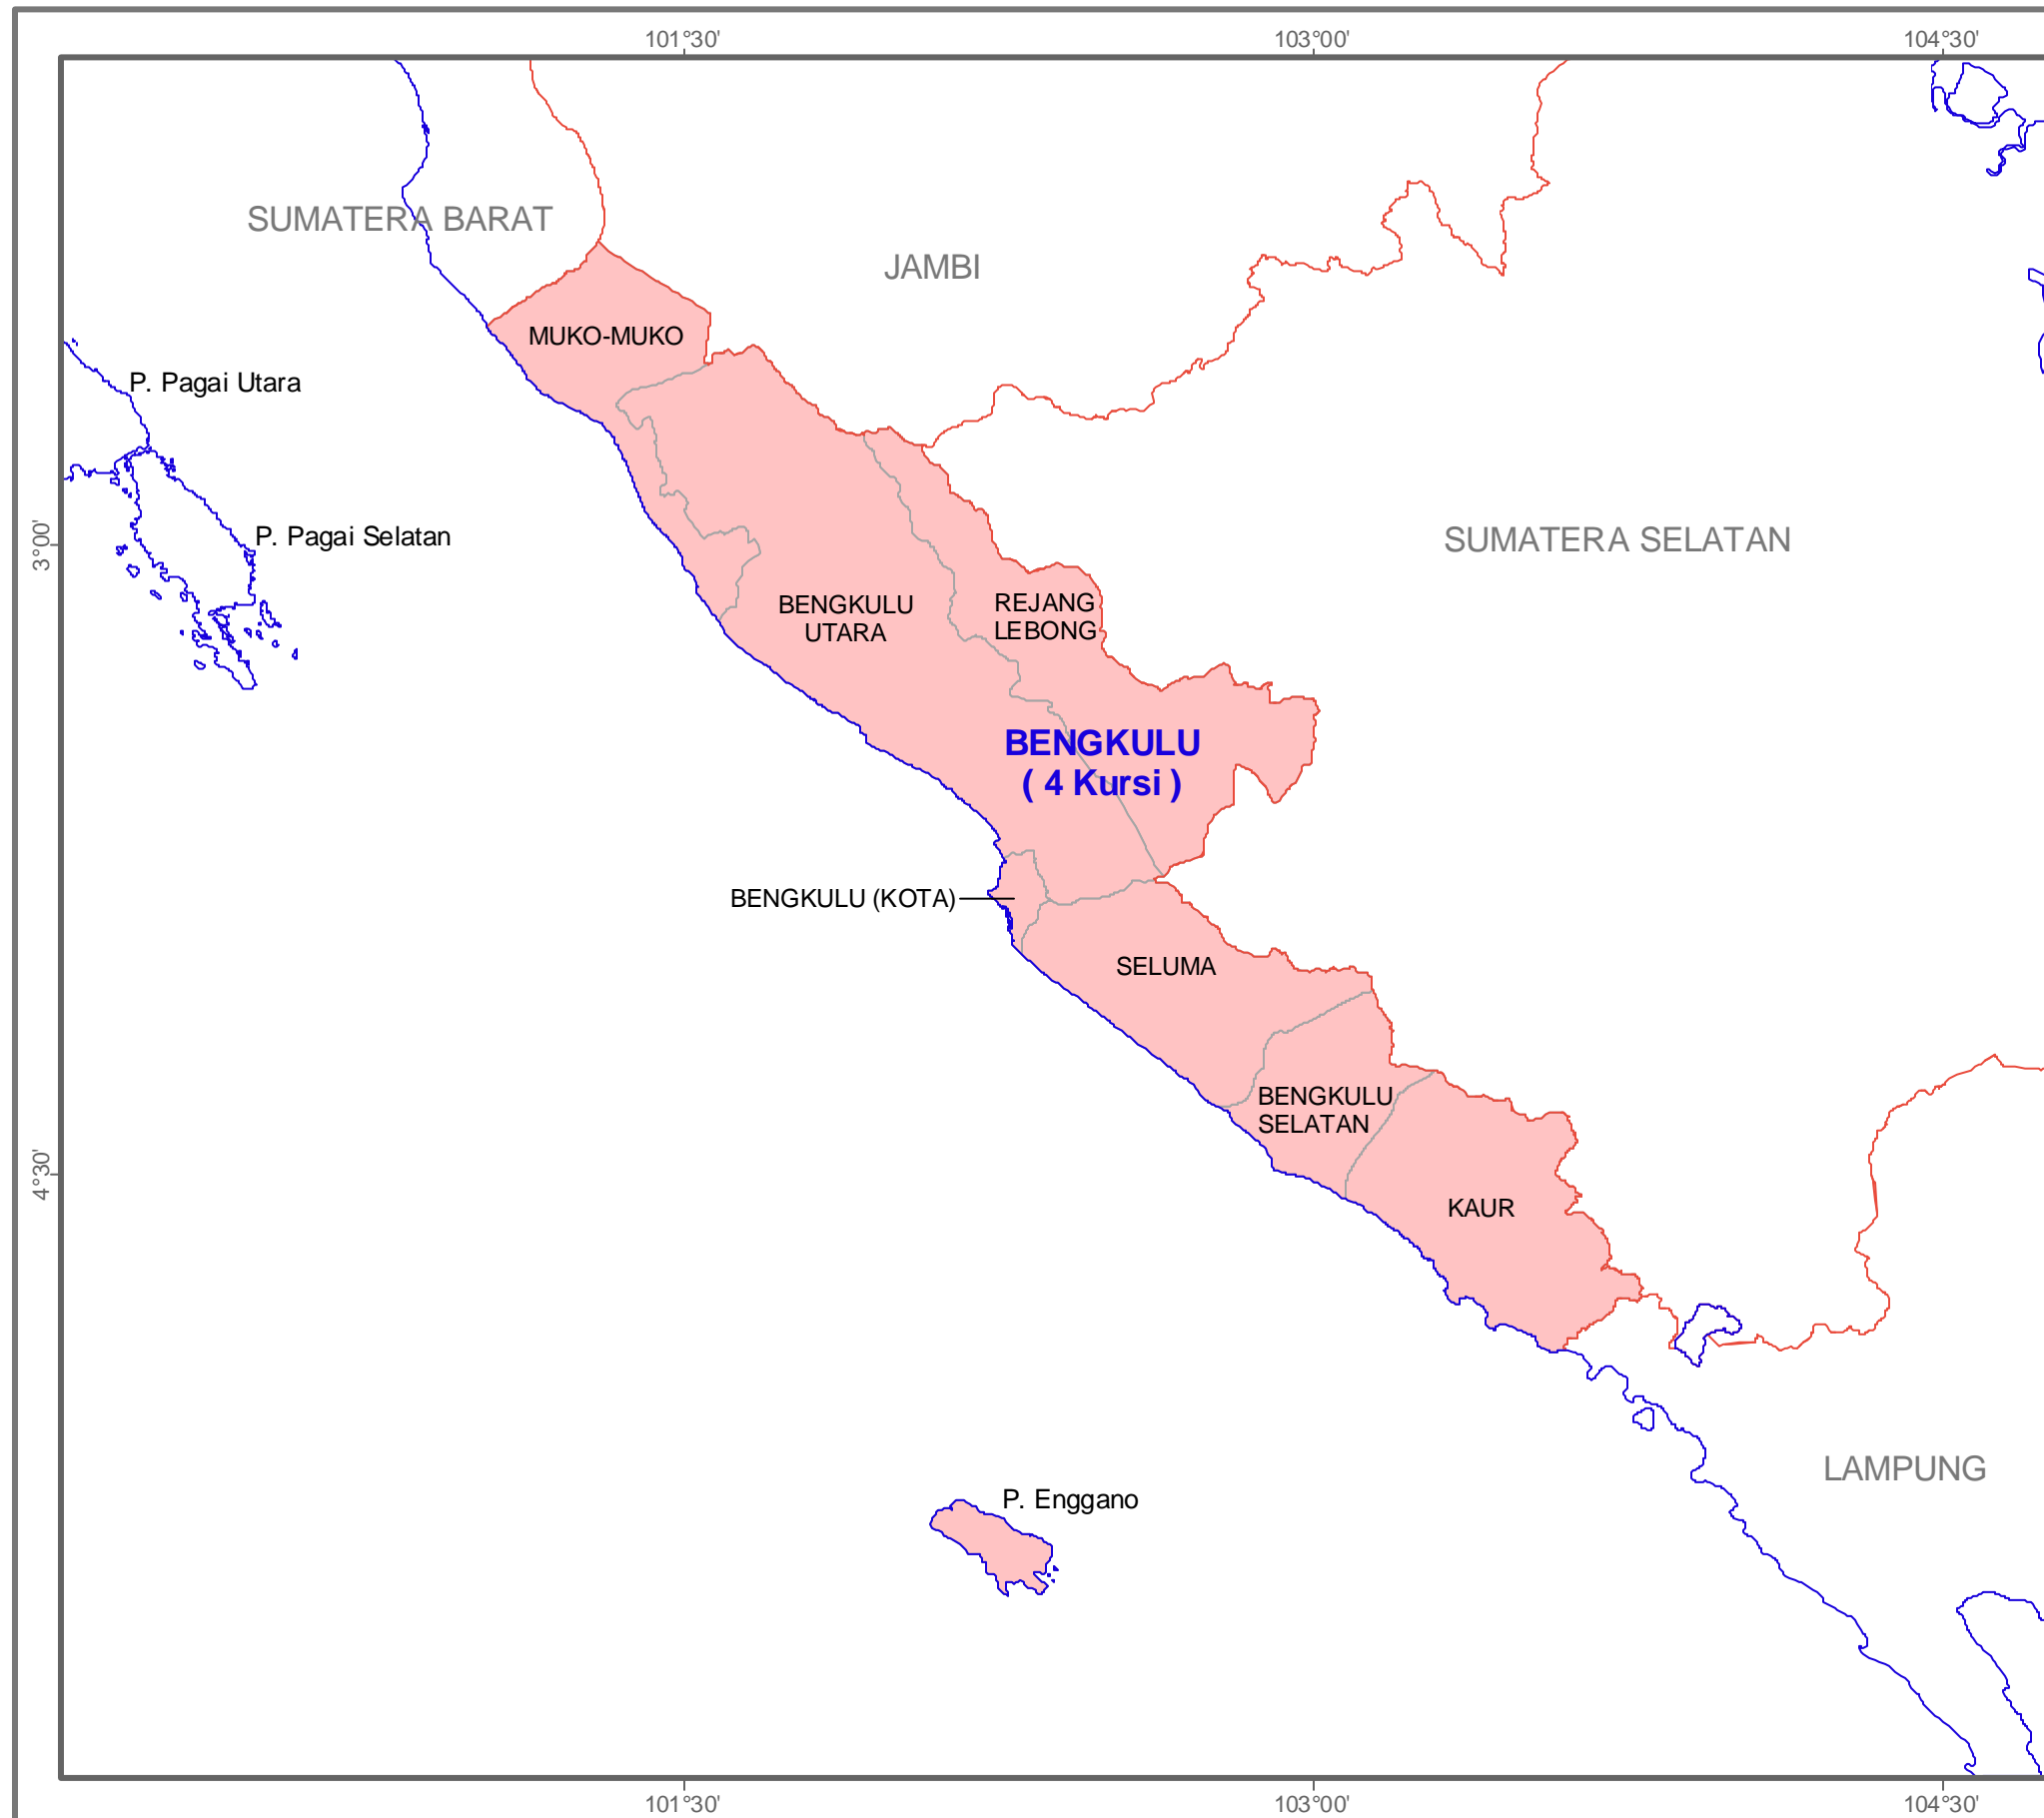 101°30'
103°00'
104°30'
SUMATERA BARAT
JAMBI
MUKO-MUKO
P. Pagai Utara
P. Pagai Selatan
3°00'
SUMATERA SELATAN
BENGKULU
UTARA
REJANG
LEBONG
BENGKULU
( 4 Kursi )
BENGKULU (KOTA)
SELUMA
BENGKULU
SELATAN
4°30'
KAUR
LAMPUNG
P. Enggano
101°30'
103°00'
104°30'